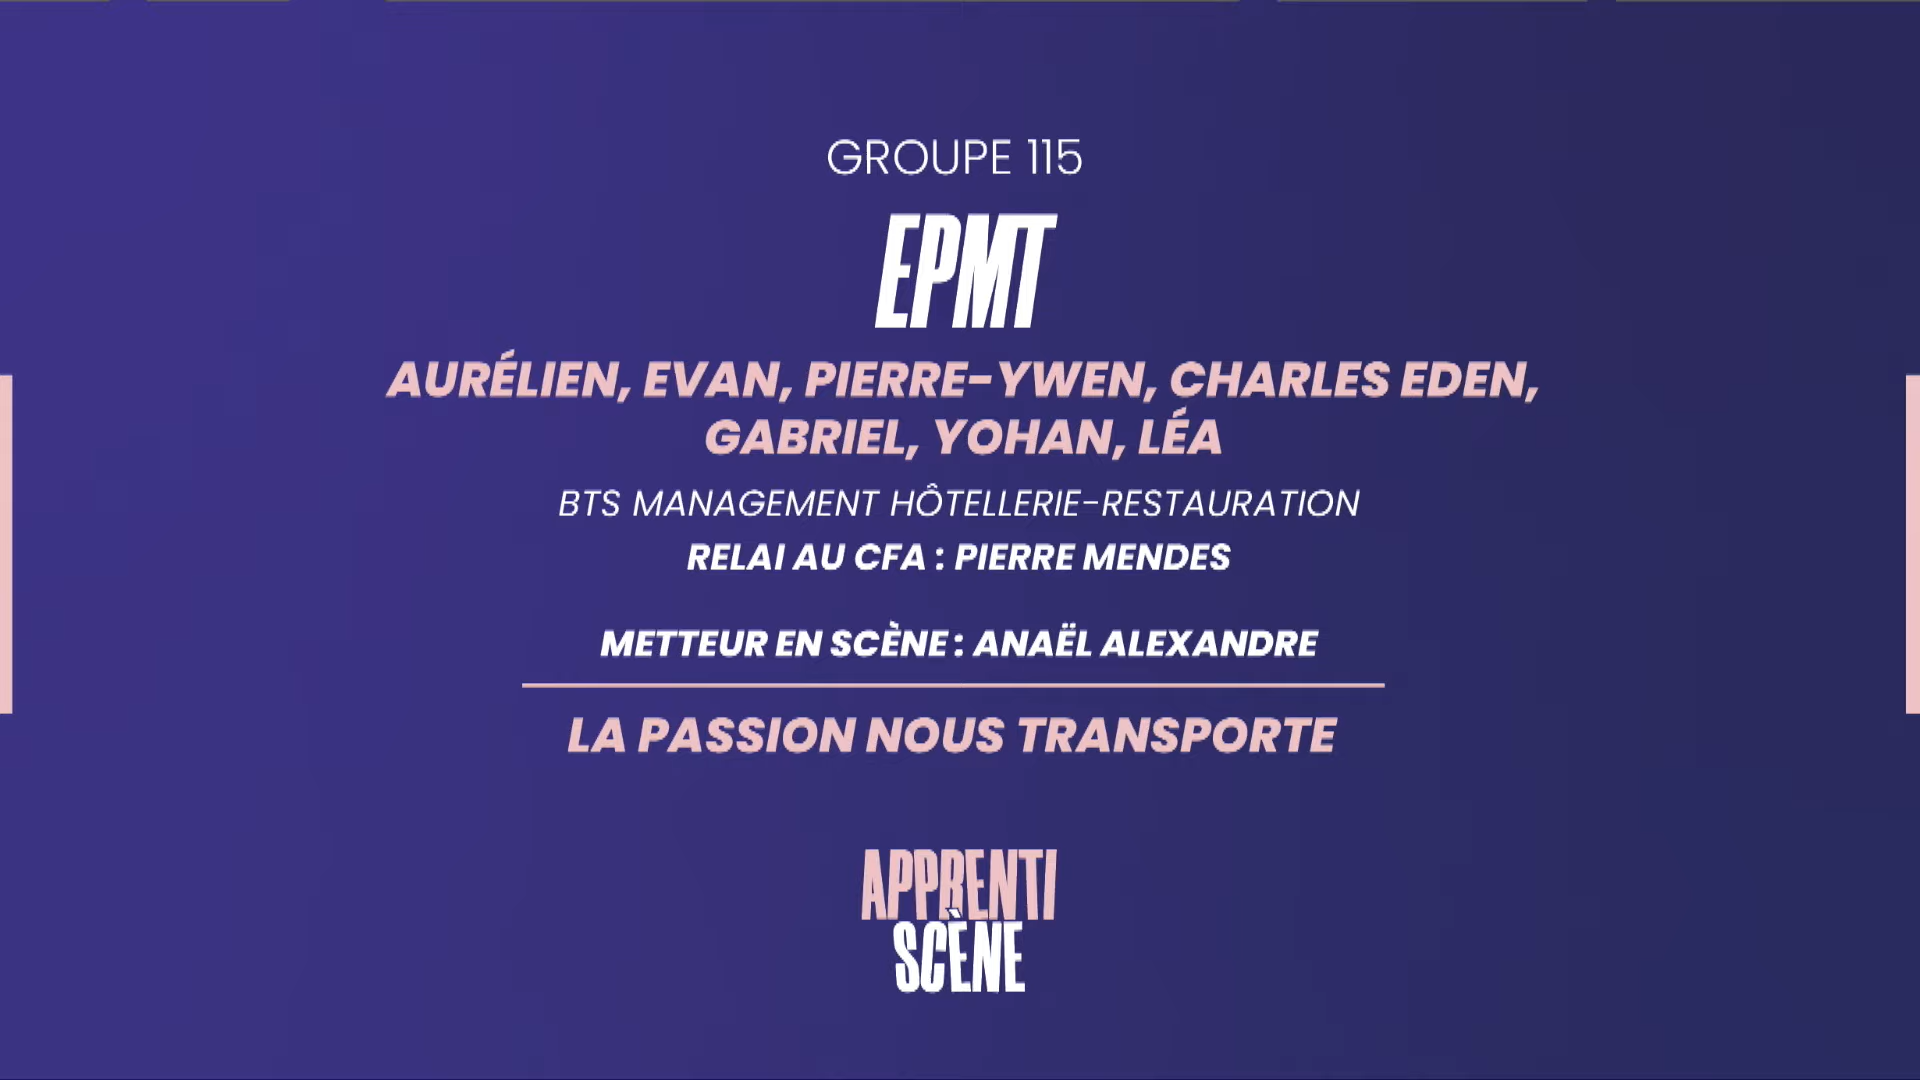 GROUPE 115
EPMT
AURÉLIEN, EVAN, PIERRE-YWEN, CHARLES EDEN,
GABRIEL, YOHAN, LÉA
BTS MANAGEMENT HÔTELLERIE-RESTAURATION
RELAI AU CFA : PIERRE MENDES
METTEUR EN SCÈNE : ANAËL ALEXANDRE
LA PASSION NOUS TRANSPORTE
APPRENTI
SCÈNE